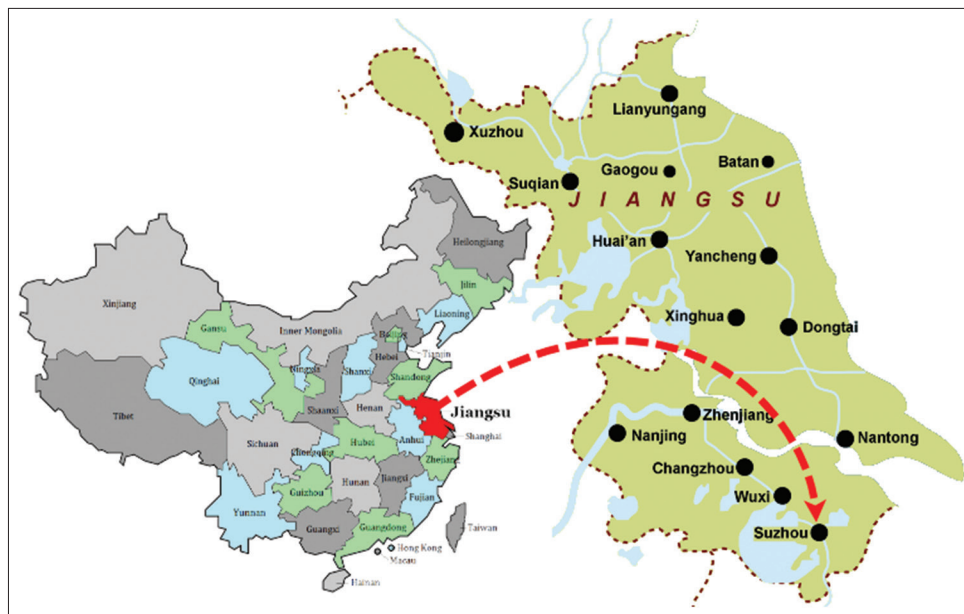 Lianyungang
Xuzhou
Batan
Gaogou
Suqian
J I A N G S U
Huai'an
Yancheng
Xinghua
Dongtai
Zhenjiang
Nanjing
Nantong
Changzhou
Wuxi
Suzhou
Heilongjiang
Jilin
Xinjiang
Liaoning
Gansu
Inner Mongolia
Beijing
Tianjin
Hebei
Ningxia
Shanxi
Shandong
Qinghai
Shaanxi
Henan
Jiangsu
Tibet
Shanghai
Sichuan
Chongqing
Hubei
Anhui
Zhejiang
Hunan
Jiangxi
Guizhou
Fujian
Yunnan
Guangxi
Guangdong
Taiwan
Hong Kong
Macau
Hainan